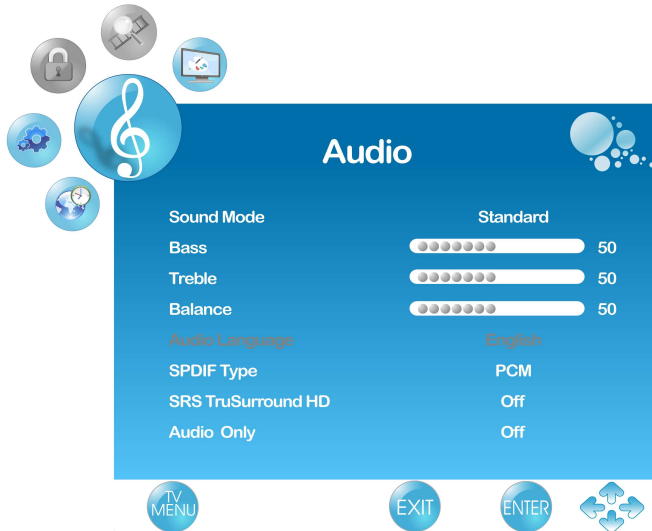 Audio
Sound Mode Standard
Bass 50
Treble 50
Balance 50
Audio Language English
SPDIF Type PCM
SRS TruSurround HD Off
Audio Only Off
TV MENU EXIT ENTER